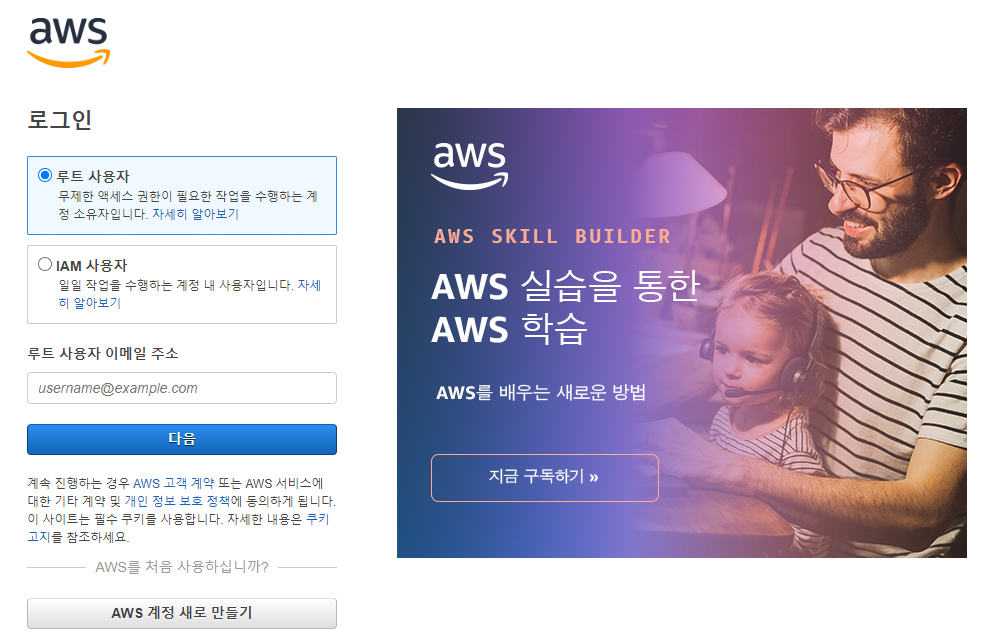 aws
로그인
루트 사용자
무제한 액세스 권한이 필요한 작업을 수행하는 계
정 소유자입니다. 자세히 알아보기
IAM 사용자
일일 작업을 수행하는 계정 내 사용자입니다. 자세
히 알아보기
루트 사용자 이메일 주소
username@example.com
다음
계속 진행하는 경우 AWS 고객 계약 또는 AWS 서비스에
대한 기타 계약 및 개인 정보 보호 정책에 동의하게 됩니다.
이 사이트는 필수 쿠키를 사용합니다. 자세한 내용은 쿠키
고지를 참조하세요.
AWS를 처음 사용하십니까?
AWS 계정 새로 만들기
aws
AWS SKILL BUILDER
AWS 실습을 통한
AWS 학습
AWS를 배우는 새로운 방법
지금 구독하기 »